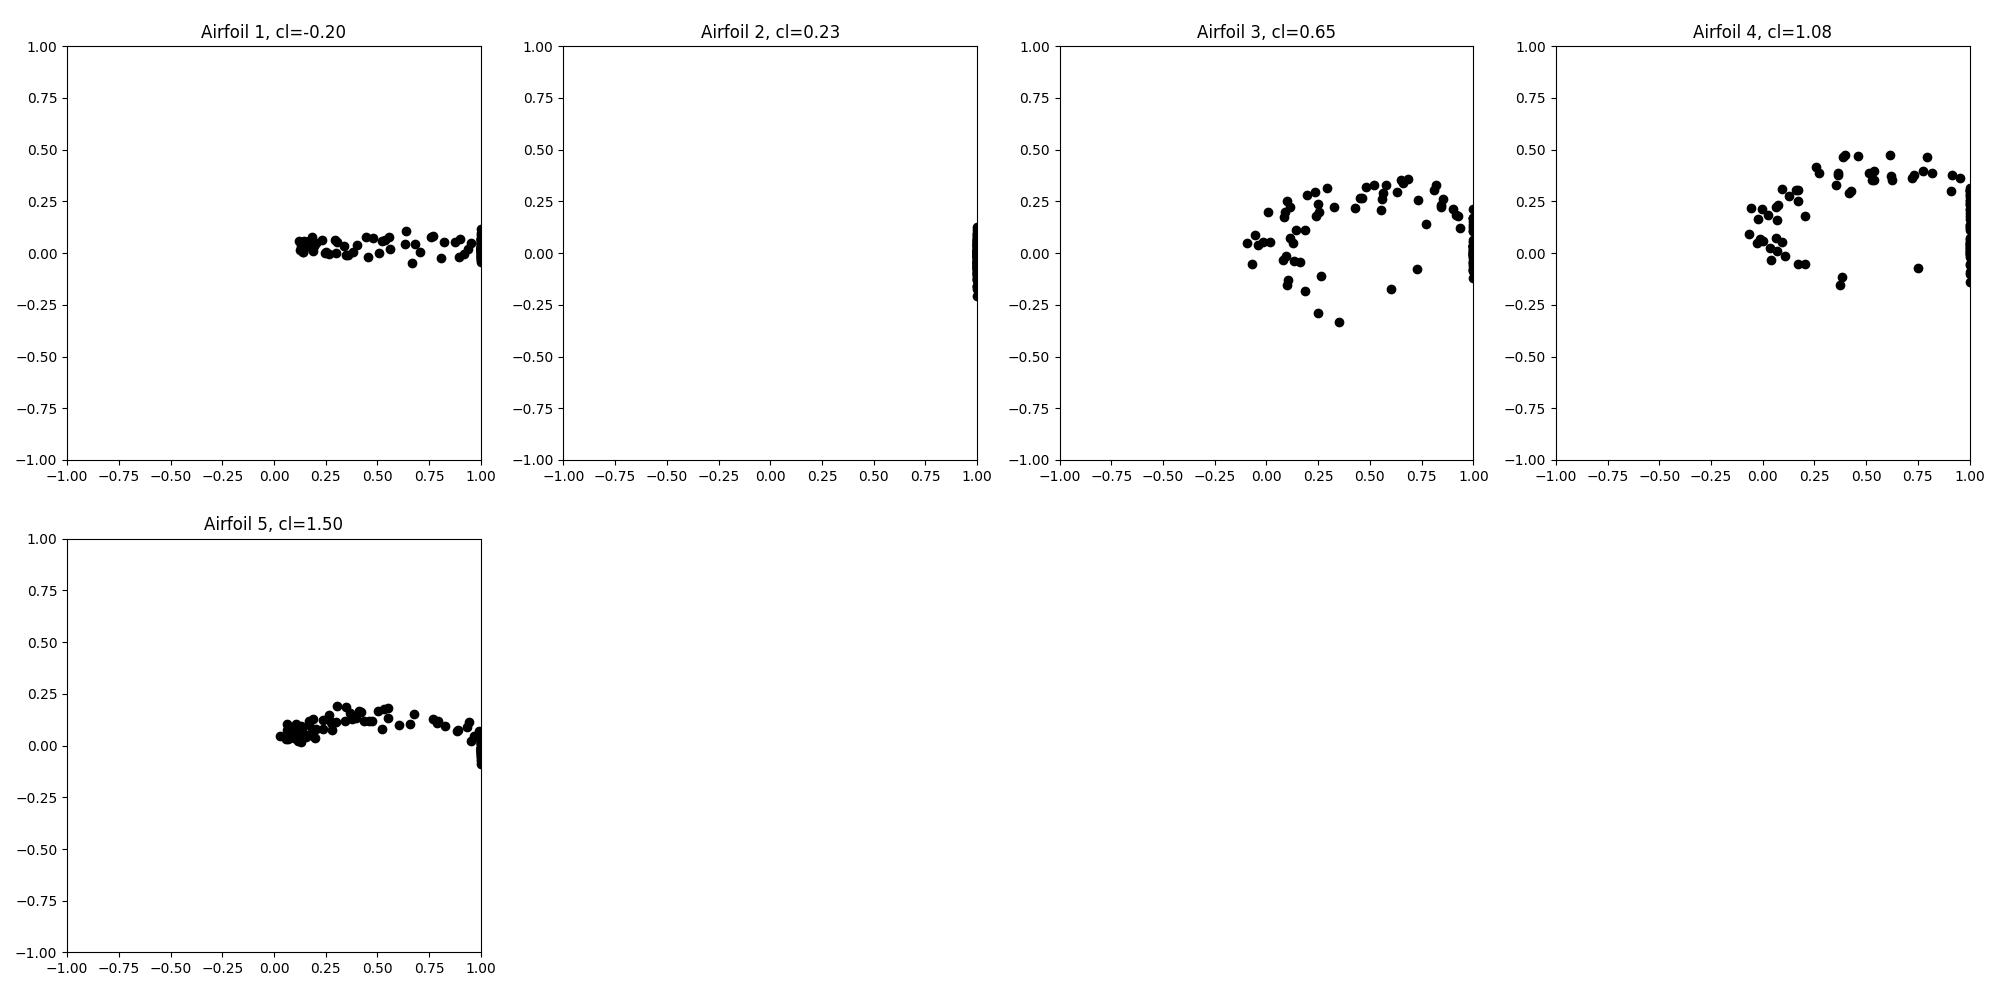 Airfoil 1, cl=-0.20
Airfoil 2, cl=0.23
Airfoil 3, cl=0.65
Airfoil 4, cl=1.08
1.00 1.00 1.00 1.00
0.75 0.75 0.75 0.75
0.50 0.50 0.50 0.50
0.25 0.25 0.25 0.25
0.00 0.00 0.00 0.00
−0.25 −0.25 −0.25 −0.25
−0.50 −0.50 −0.50 −0.50
−0.75 −0.75 −0.75 −0.75
−1.00 −1.00 −1.00 −1.00
−1.00 −0.75 −0.50 −0.25 0.00 0.25 0.50 0.75 1.00
−1.00 −0.75 −0.50 −0.25 0.00 0.25 0.50 0.75 1.00
−1.00 −0.75 −0.50 −0.25 0.00 0.25 0.50 0.75 1.00
−1.00 −0.75 −0.50 −0.25 0.00 0.25 0.50 0.75 1.00
Airfoil 5, cl=1.50
1.00
0.75
0.50
0.25
0.00
−0.25
−0.50
−0.75
−1.00
−1.00 −0.75 −0.50 −0.25 0.00 0.25 0.50 0.75 1.00